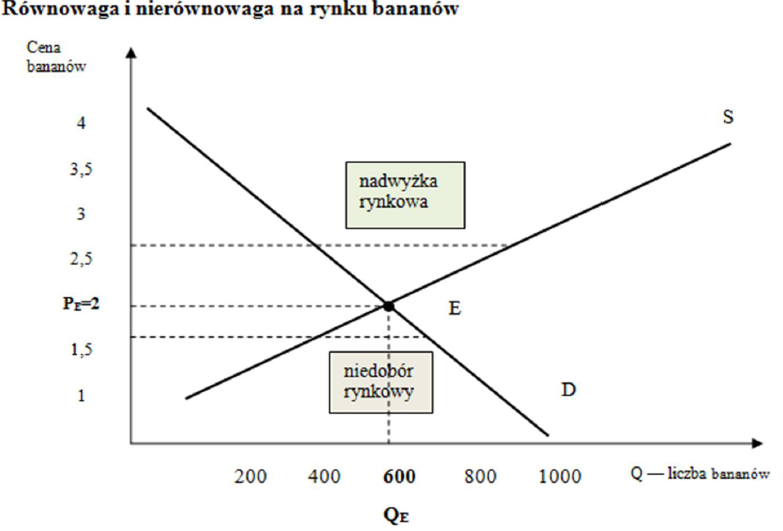 Równowaga i nierównowaga na rynku bananów
Cena
bananów
4
S
3,5
nadwyżka
rynkowa
3
2,5
PE=2
E
1,5
niedobór
rynkowy
1
D
200 400 600 800 1000 Q — liczba bananów
QE